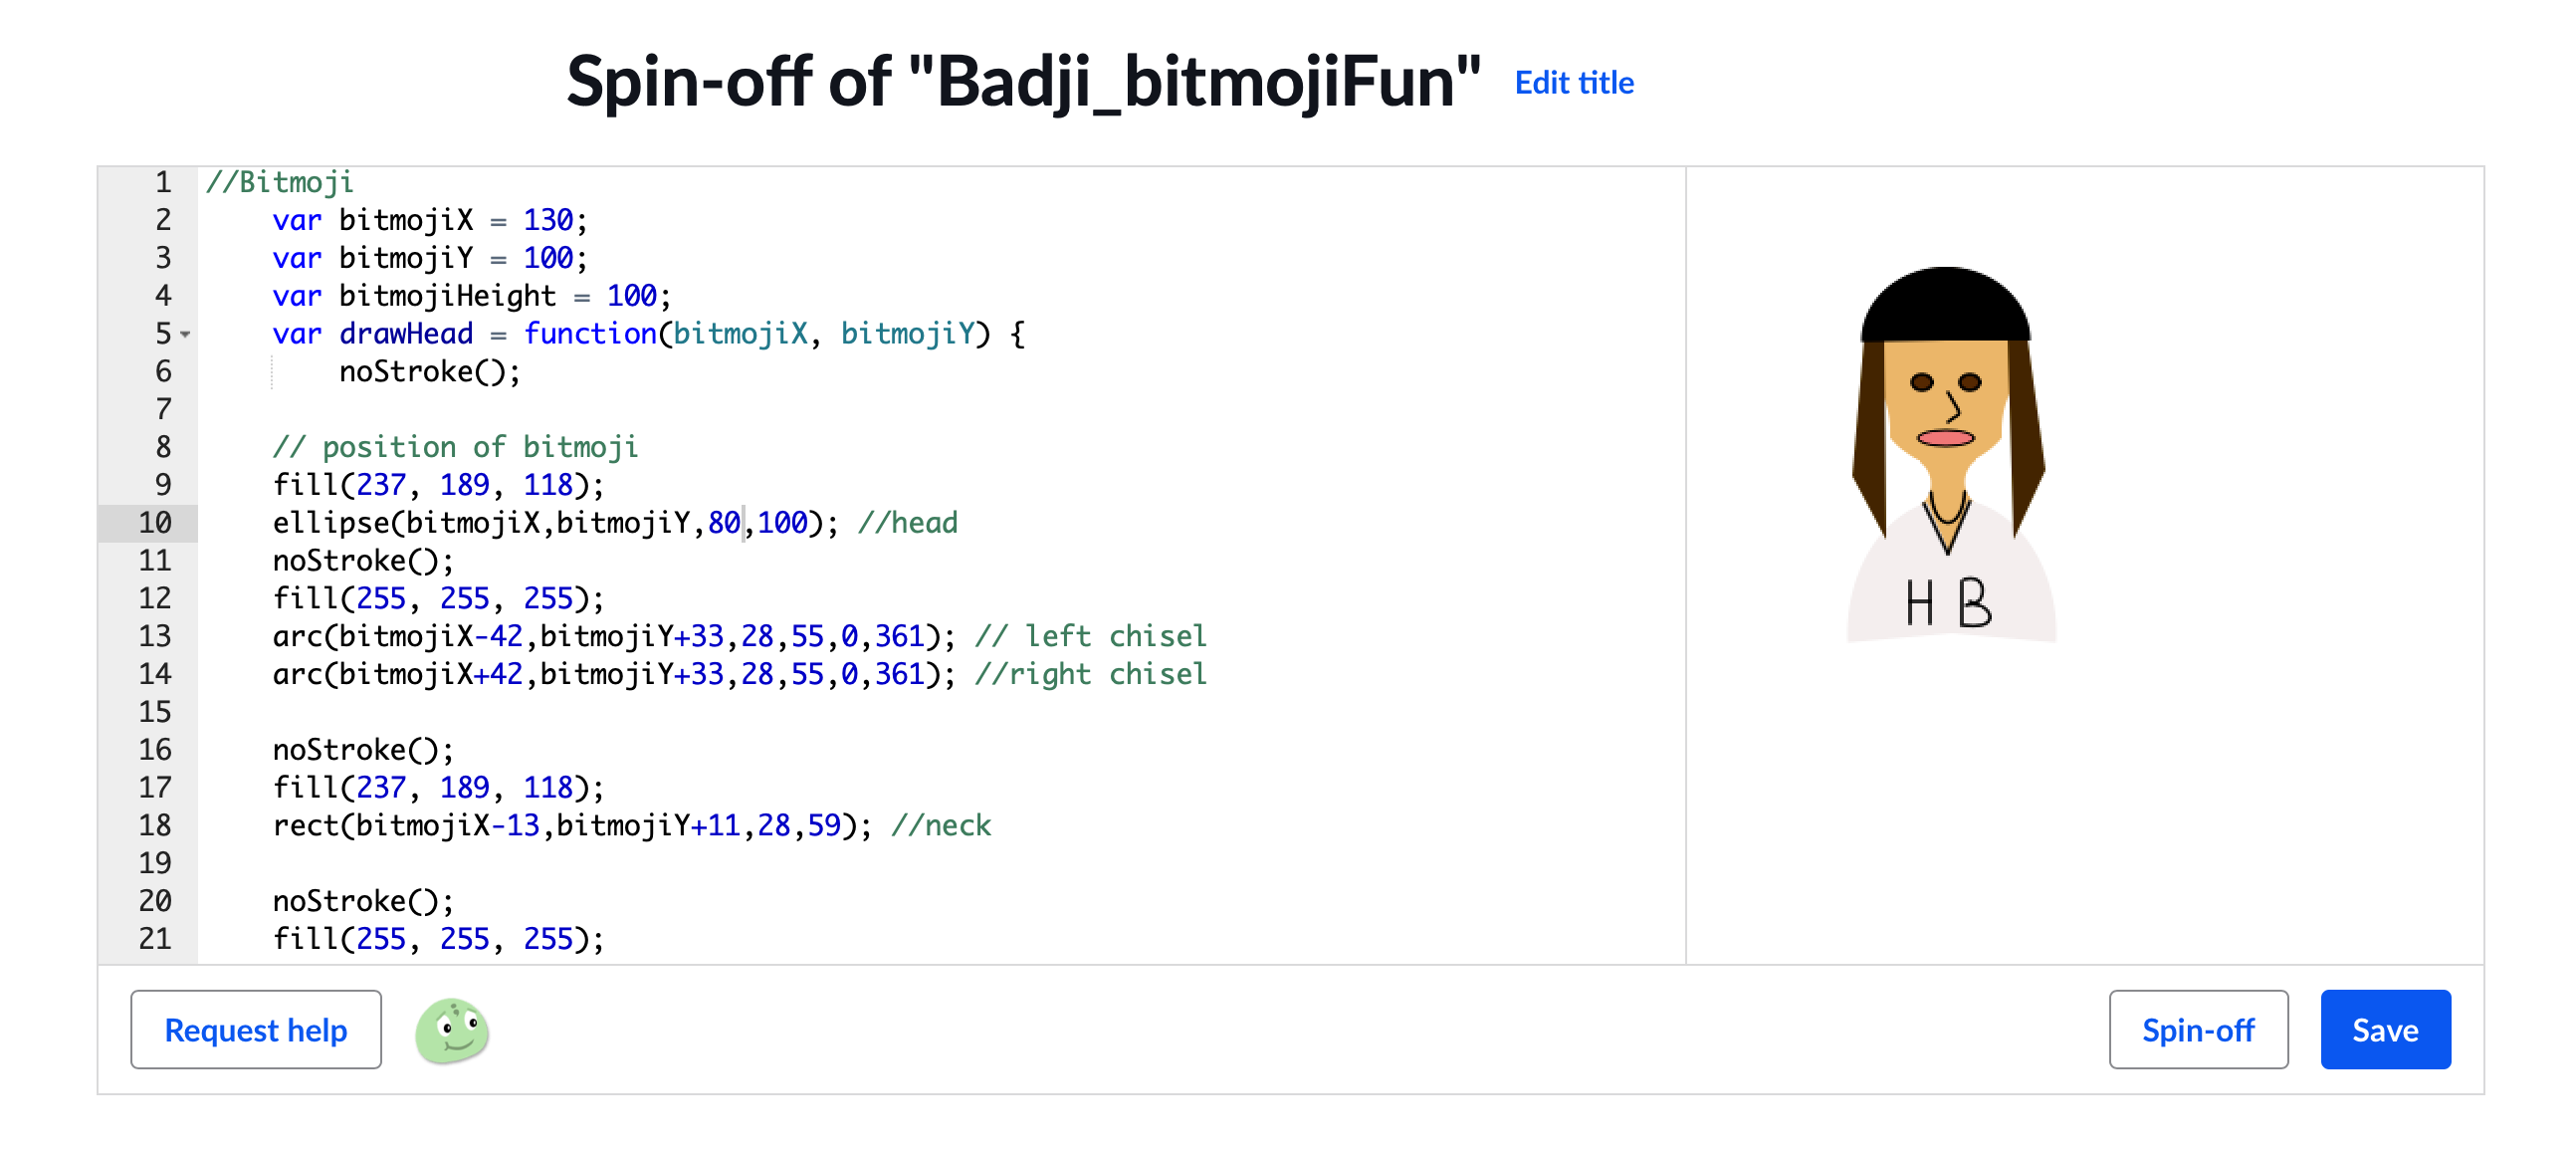 Spin-off of "Badji_bitmojiFun" Edit title
1 //Bitmoji
2 var bitmojiX = 130;
3 var bitmojiY = 100;
4 var bitmojiHeight = 100;
5 var drawHead = function(bitmojiX, bitmojiY) {
6 noStroke();
7
8 // position of bitmoji
9 fill(237, 189, 118);
10 ellipse(bitmojiX,bitmojiY,80,100); //head
11 noStroke();
12 fill(255, 255, 255);
13 arc(bitmojiX-42,bitmojiY+33,28,55,0,361); // left chisel
14 arc(bitmojiX+42,bitmojiY+33,28,55,0,361); //right chisel
15
16 noStroke();
17 fill(237, 189, 118);
18 rect(bitmojiX-13,bitmojiY+11,28,59); //neck
19
20 noStroke();
21 fill(255, 255, 255);
H B
Request help
Spin-off
Save